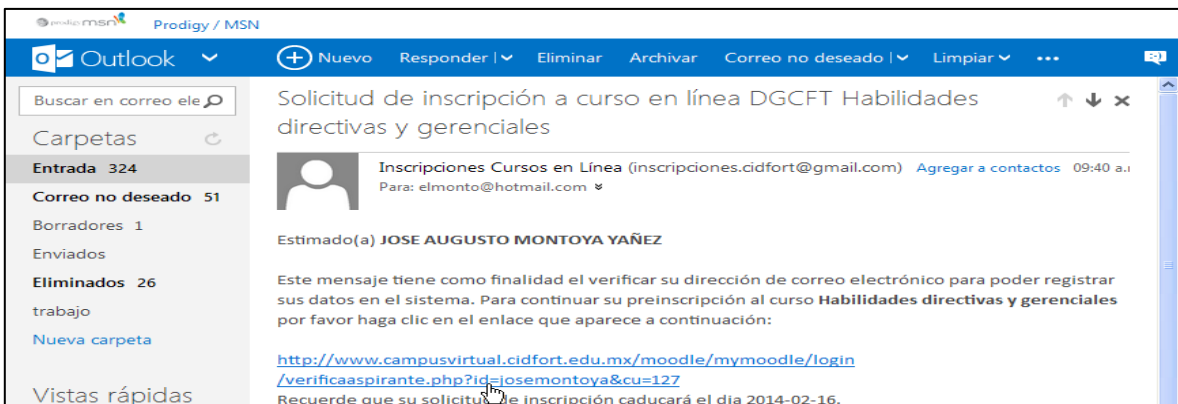 prodigy msn Prodigy / MSN
Outlook Nuevo Responder Eliminar Archivar Correo no deseado Limpiar
Buscar en correo ele
Carpetas
Entrada 324
Correo no deseado 51
Borradores 1
Enviados
Eliminados 26
trabajo
Nueva carpeta
Vistas rápidas
Solicitud de inscripción a curso en línea DGCFT Habilidades
directivas y gerenciales
Inscripciones Cursos en Línea (inscripciones.cidfort@gmail.com) Agregar a contactos 09:40 a.
Para: elmonto@hotmail.com
Estimado(a) JOSE AUGUSTO MONTOYA YAÑEZ
Este mensaje tiene como finalidad el verificar su dirección de correo electrónico para poder registrar
sus datos en el sistema. Para continuar su preinscripción al curso Habilidades directivas y gerenciales
por favor haga clic en el enlace que aparece a continuación:
http://www.campusvirtual.cidfort.edu.mx/moodle/mymoodle/login
/verificaaspirante.php?id=josemontoya&cu=127
Recuerde que su solicitud de inscripción caducará el dia 2014-02-16.